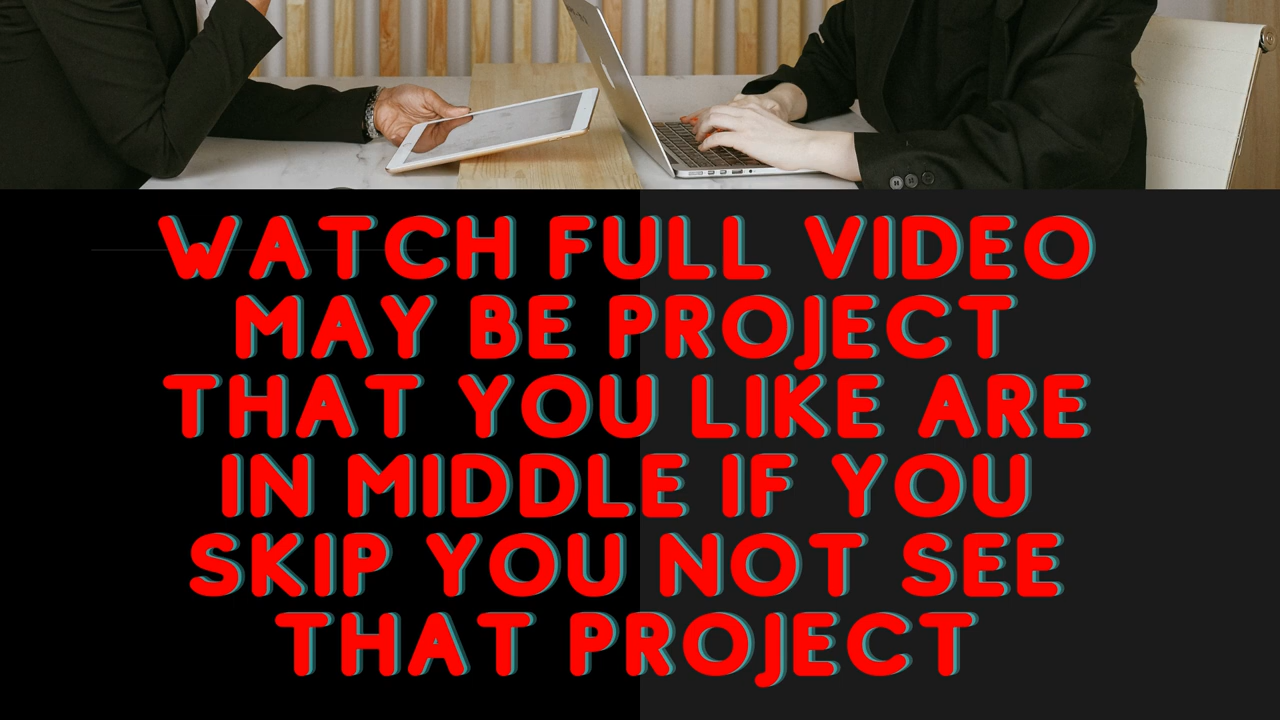 WATCH FULL VIDEO
MAY BE PROJECT
THAT YOU LIKE ARE
IN MIDDLE IF YOU
SKIP YOU NOT SEE
THAT PROJECT